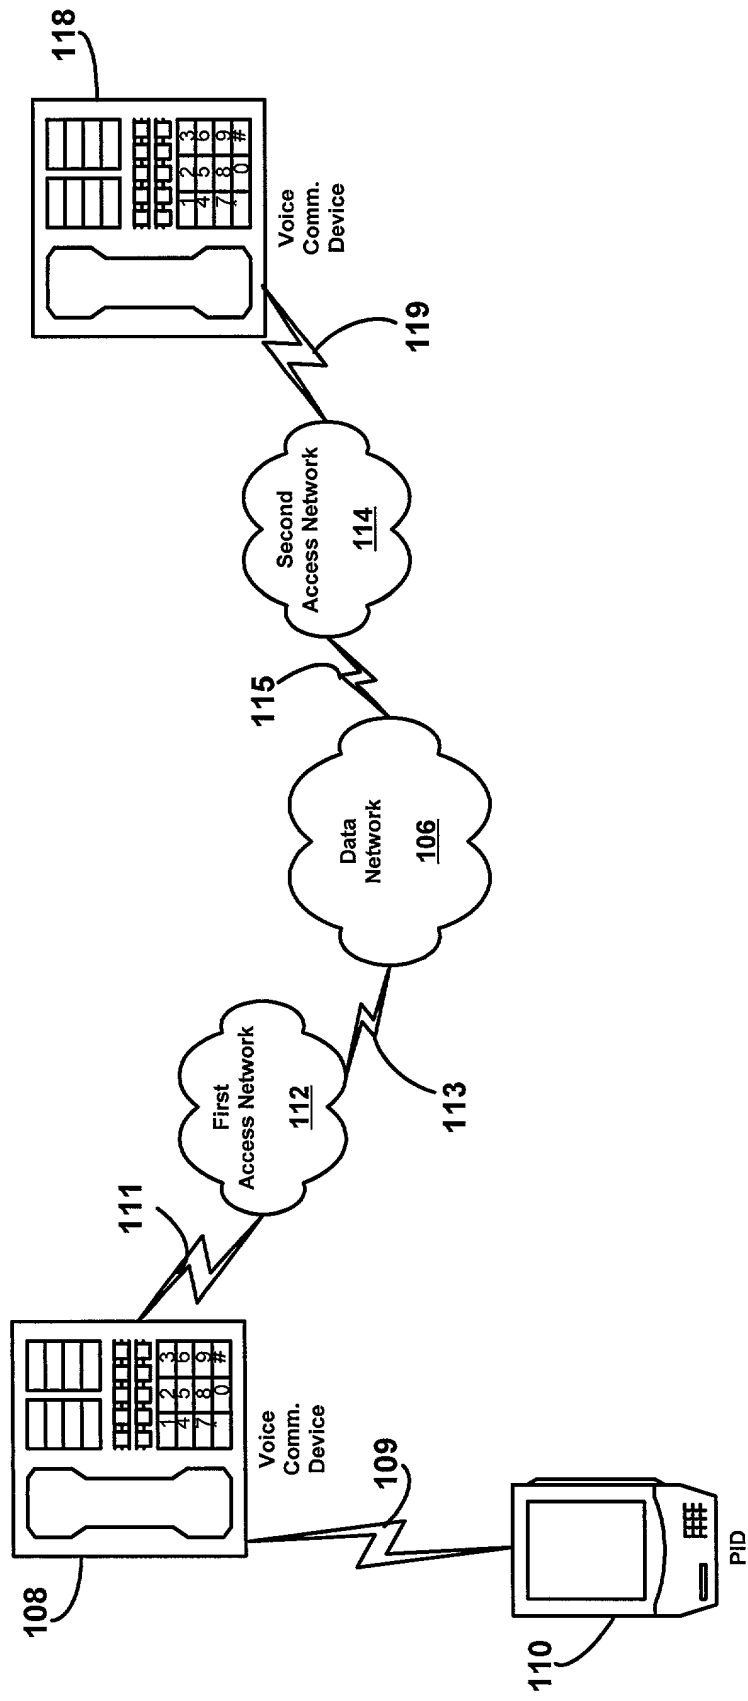 108
1 2 3
4 5 6
7 8 9
0 #
Voice
Comm.
Device
111
109
110
PID
First
Access Network
112
113
Data
Network
106
115
Second
Access Network
114
119
118
1 2 3
4 5 6
7 8 9
0 #
Voice
Comm.
Device